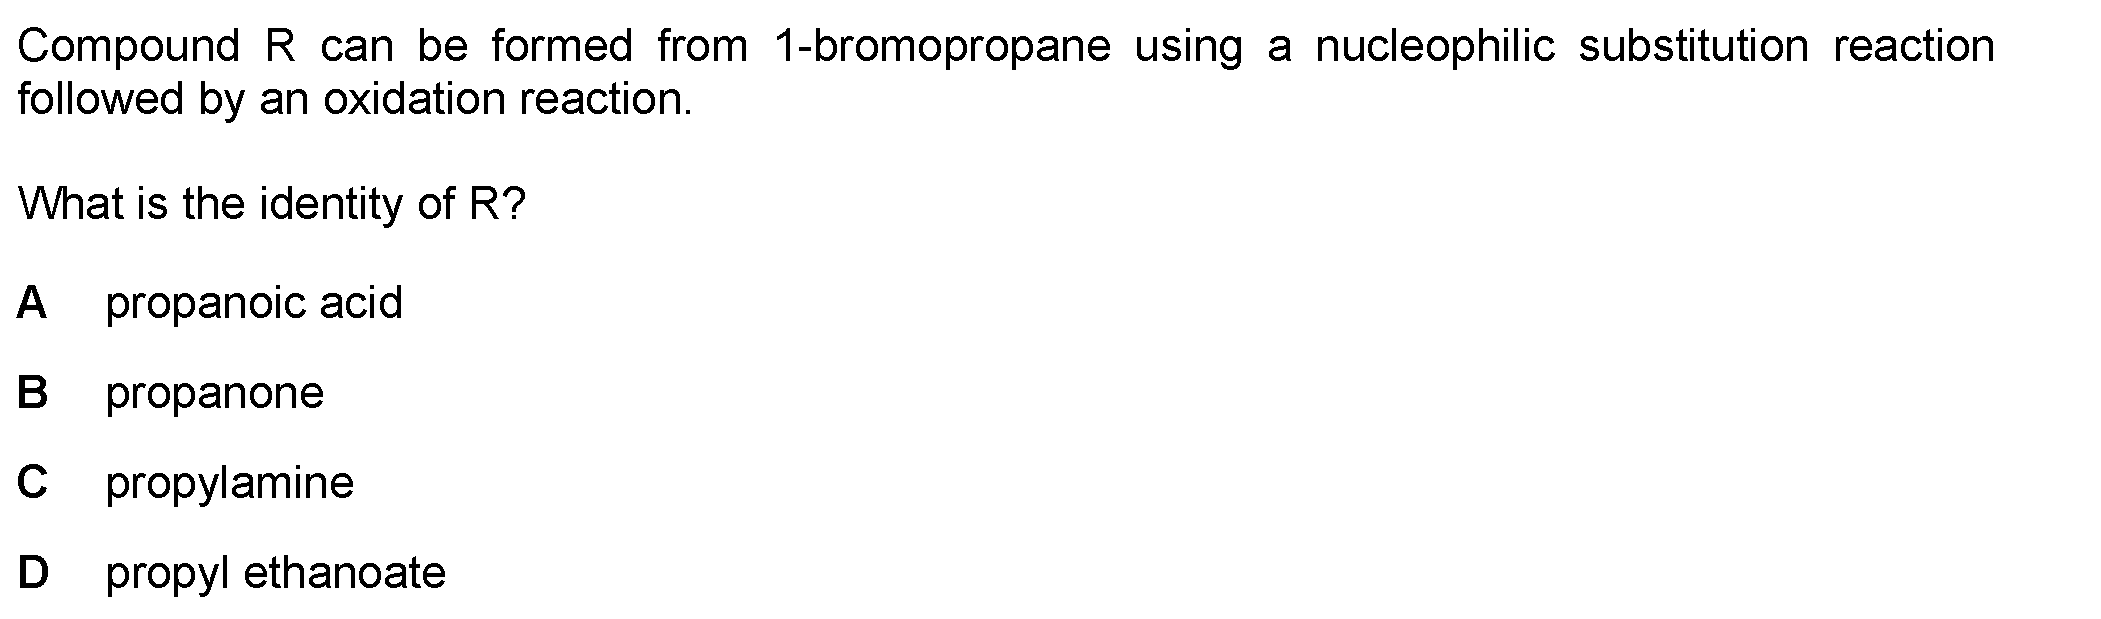 Compound R can be formed from 1-bromopropane using a nucleophilic substitution reaction
followed by an oxidation reaction.
What is the identity of R?
A propanoic acid
B propanone
C propylamine
D propyl ethanoate